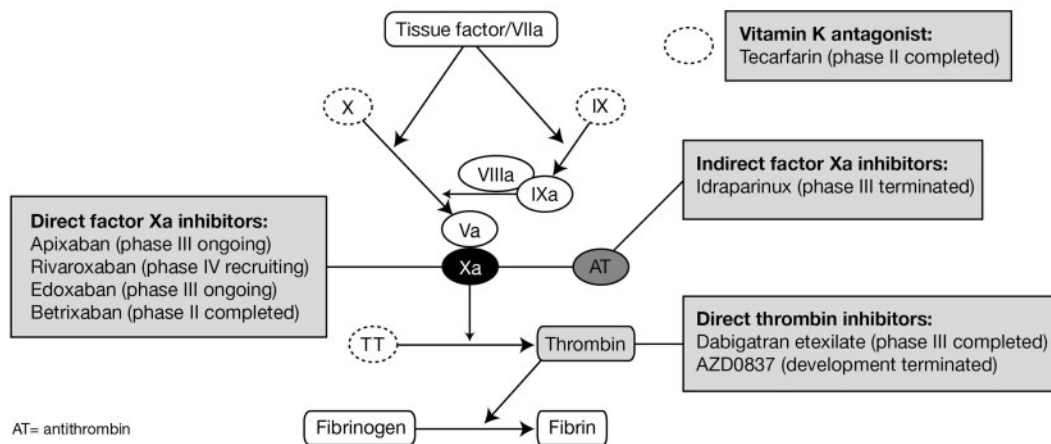 Tissue factor/VIIa
Vitamin K antagonist:
Tecarfarin (phase II completed)
X
IX
VIIIa
IXa
Indirect factor Xa inhibitors:
Idraparinux (phase III terminated)
Direct factor Xa inhibitors:
Apixaban (phase III ongoing)
Rivaroxaban (phase IV recruiting)
Edoxaban (phase III ongoing)
Betrixaban (phase II completed)
Va
Xa
AT
TT
Thrombin
Direct thrombin inhibitors:
Dabigatran etexilate (phase III completed)
AZD0837 (development terminated)
Fibrinogen
Fibrin
AT= antithrombin